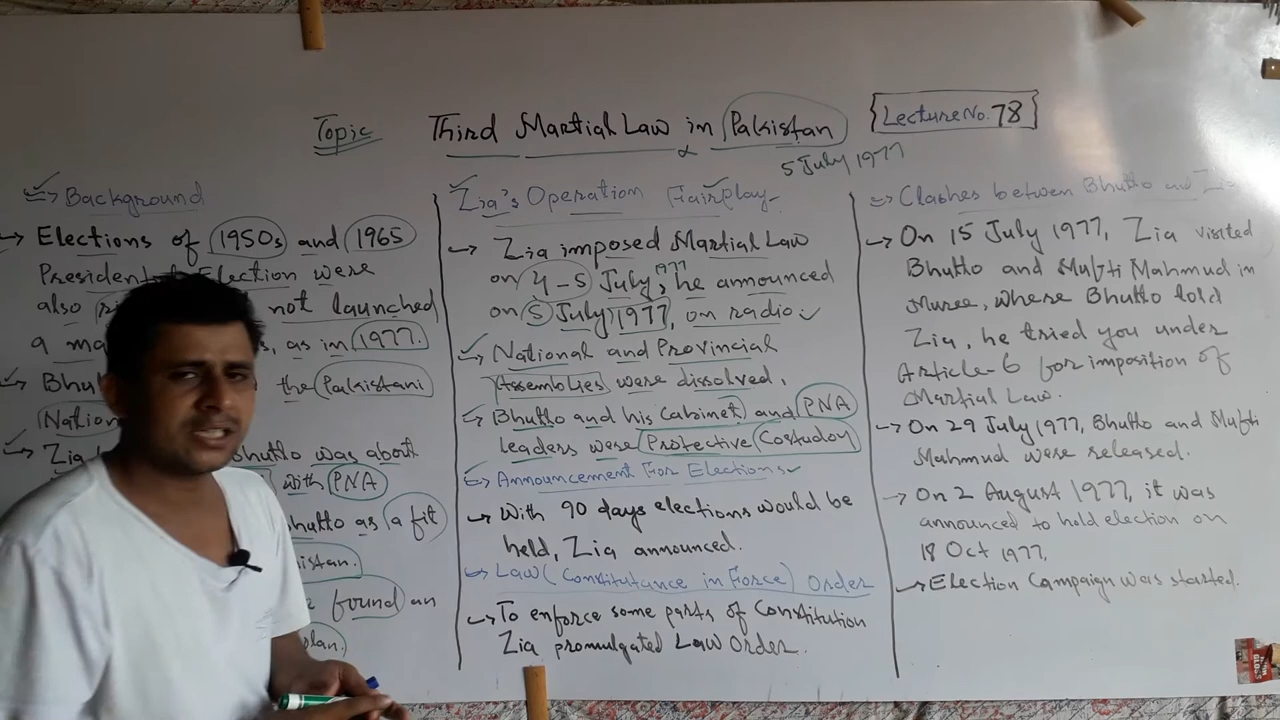 Topic Third Martial Law in Pakistan
Lecture No. 78
5 July 1977
Background
Elections of 1950s and 1965
Presidential Election were
also not launched
a as in 1977.
the Pakistani
Nation
Zia Bhutto was about
with PNA
Bhutto as a fit
found an
plan.
Zia's Operation Fairplay
Zia imposed Martial Law
on 4-5 July, 1977 he announced
on 5 July 1977, on radio.
National and Provincial
Assemblies were dissolved.
Bhutto and his Cabinet and PNA
leaders were Protective Costudoy
Announcement For Elections
With 90 days elections would be
held, Zia announced.
Law (Constitutance in Force) Order
To enforce some parts of Constitution
Zia promulgated Law Order.
Clashes between Bhutto and Zia
On 15 July 1977, Zia visited
Bhutto and Mufti Mahmud in
Muree, where Bhutto told
Zia, he tried you under
Article-6 for imposition of
Martial Law.
On 29 July 1977, Bhutto and Mufti
Mahmud were released.
On 2 August 1977, it was
announced to hold election on
18 Oct 1977.
Election Campaign was started.